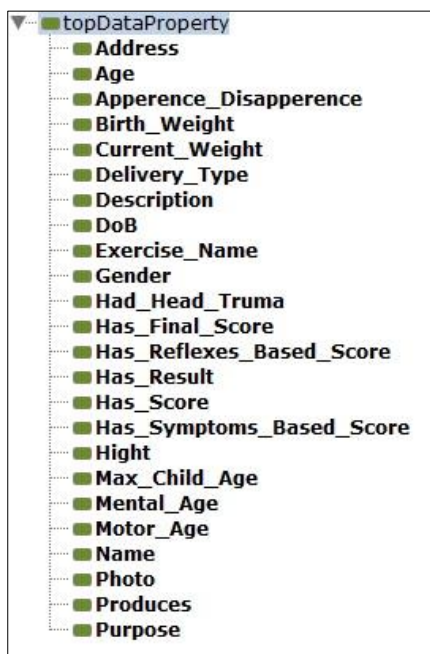 topDataProperty
Address
Age
Apperence_Disapperence
Birth_Weight
Current_Weight
Delivery_Type
Description
DoB
Exercise_Name
Gender
Had_Head_Truma
Has_Final_Score
Has_Reflexes_Based_Score
Has_Result
Has_Score
Has_Symptoms_Based_Score
Hight
Max_Child_Age
Mental_Age
Motor_Age
Name
Photo
Produces
Purpose